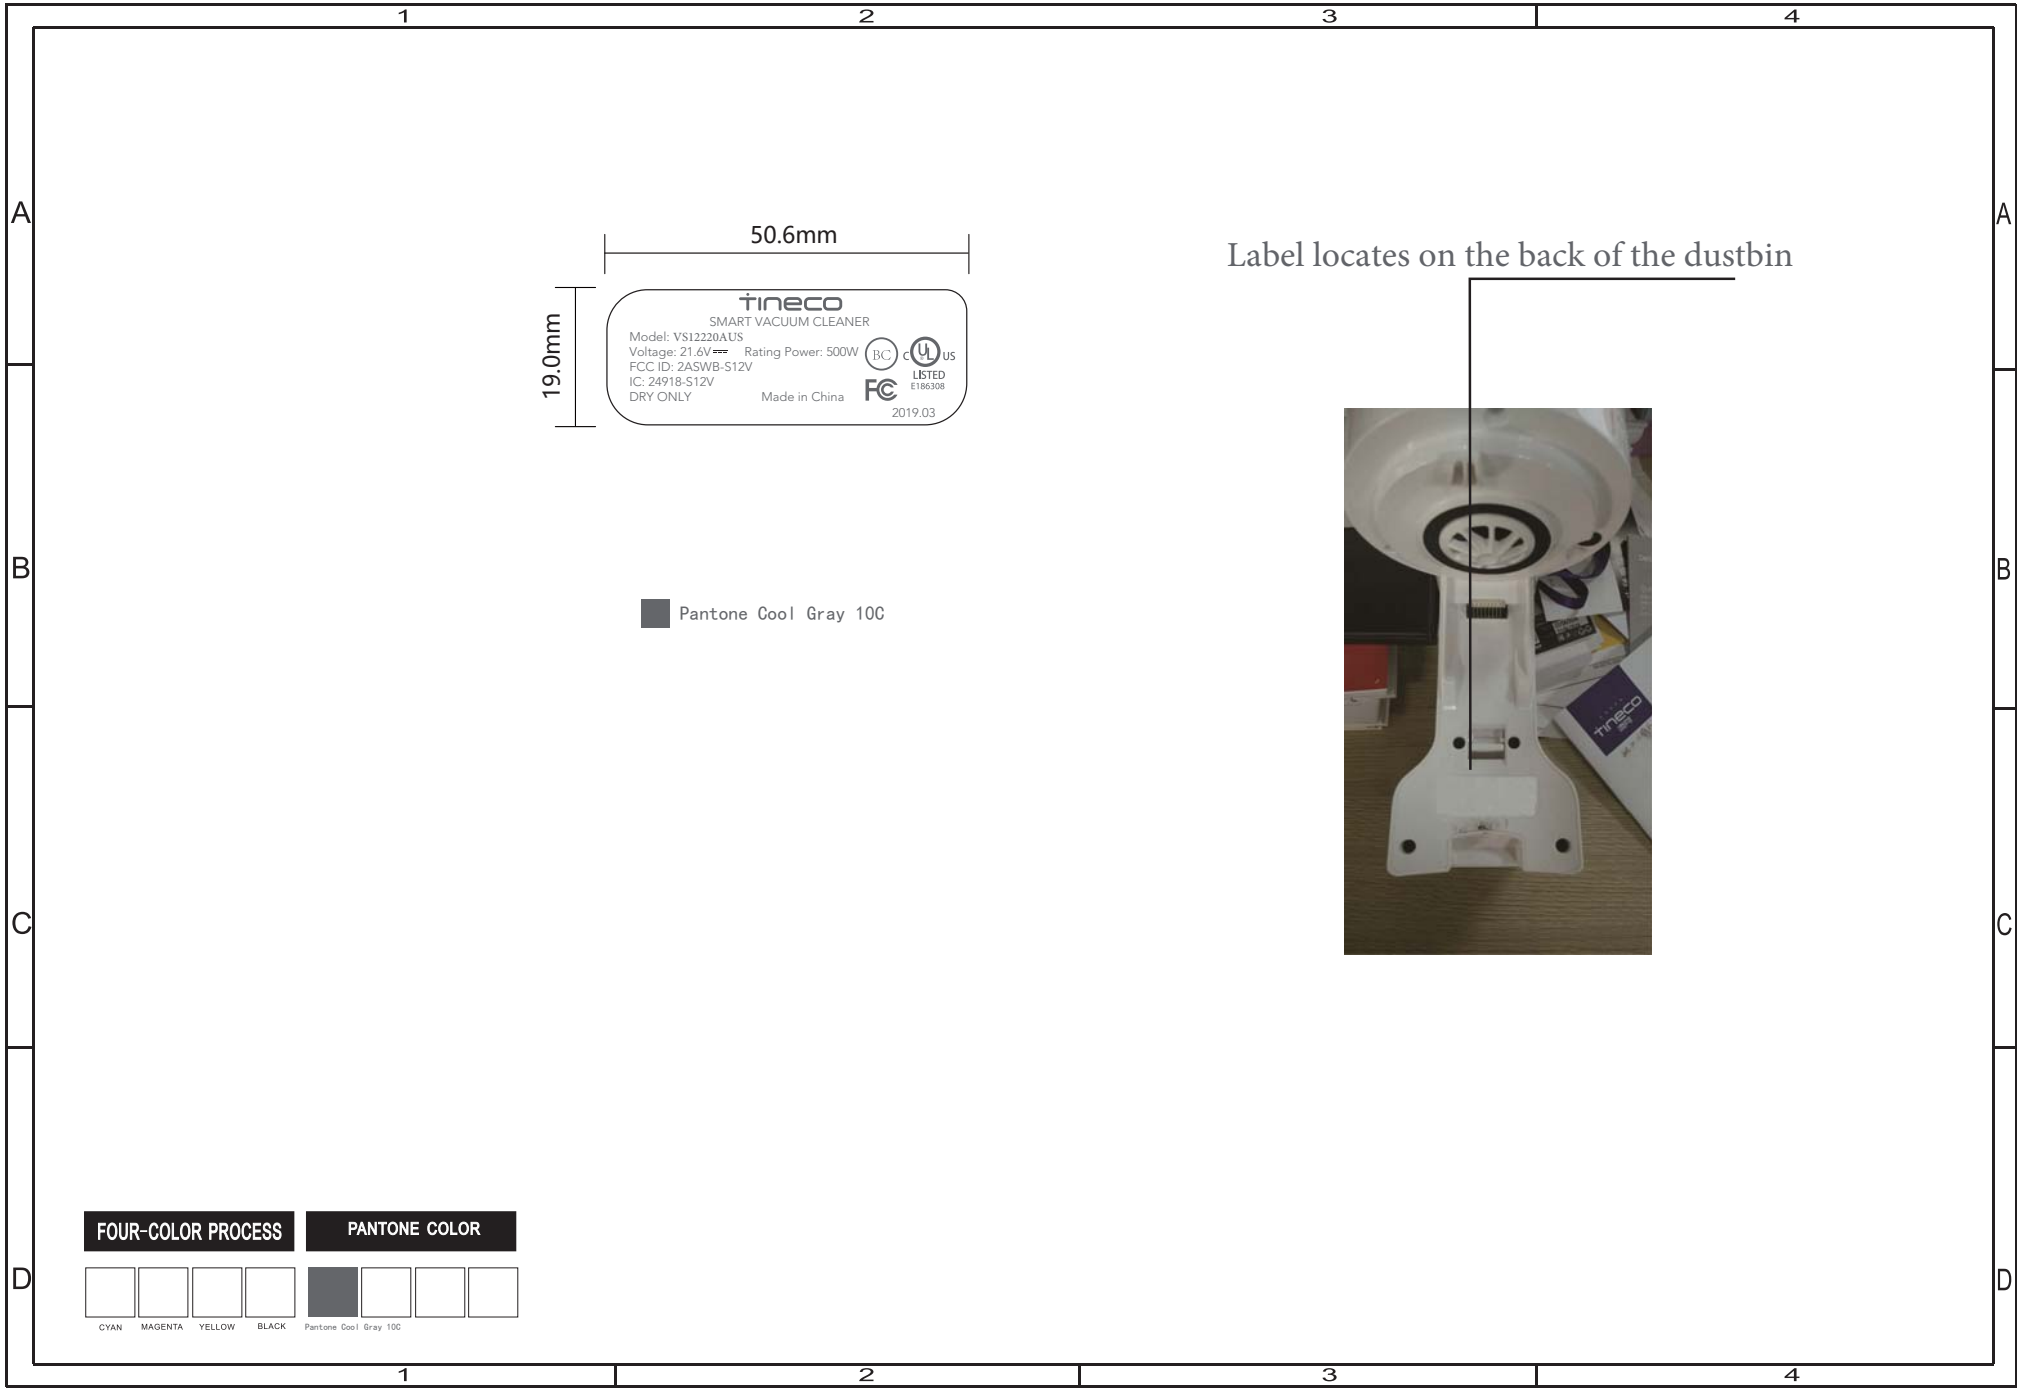 1 2 3 4
A A
50.6mm
Label locates on the back of the dustbin
19.0mm
tineco
SMART VACUUM CLEANER
Model: VS12220AUS
Voltage: 21.6V Rating Power: 500W
BC
C UL US
FCC ID: 2ASWB-S12V
LISTED
IC: 24918-S12V
E186308
DRY ONLY Made in China
FC
2019.03
B B
Pantone Cool Gray 10C
tineco
C C
FOUR-COLOR PROCESS PANTONE COLOR
D D
CYAN MAGENTA YELLOW BLACK Pantone Cool Gray 10C
1 2 3 4